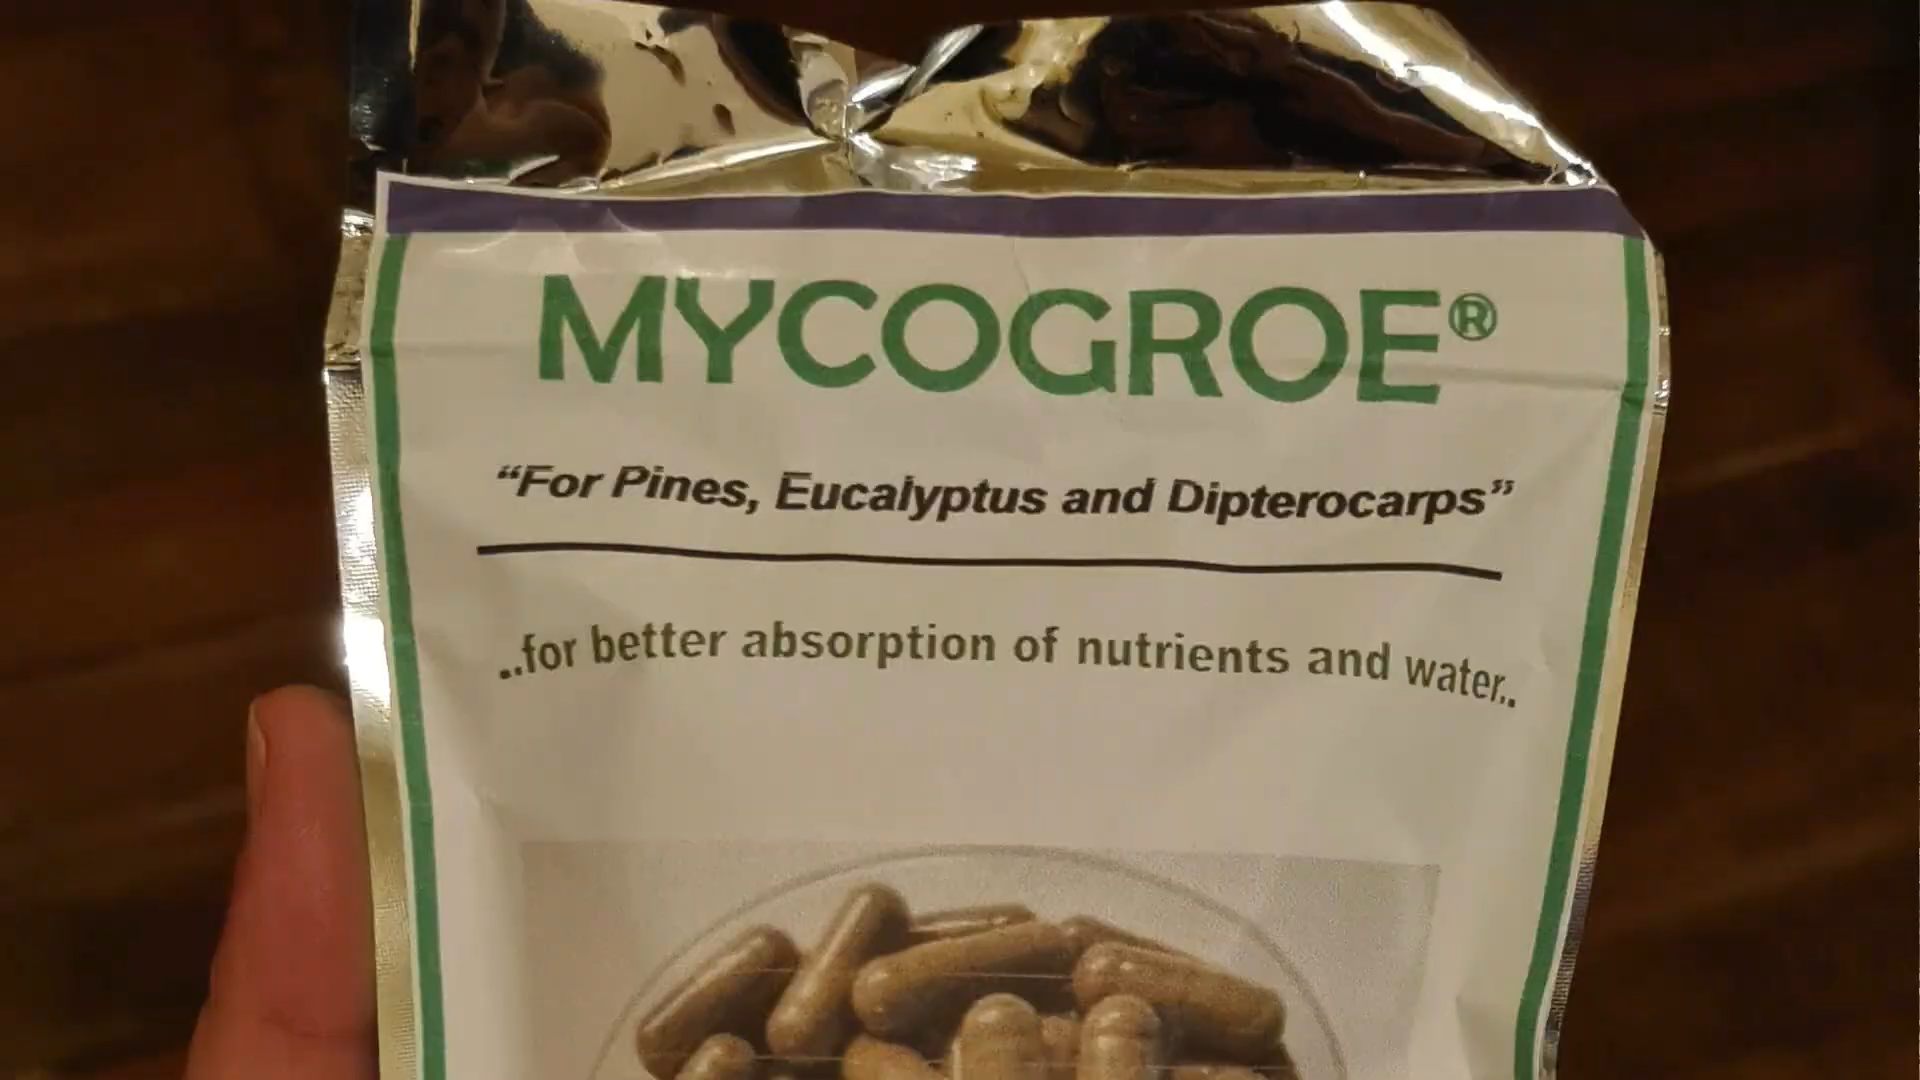 MYCOGROE®
“For Pines, Eucalyptus and Dipterocarps”
..for better absorption of nutrients and water..